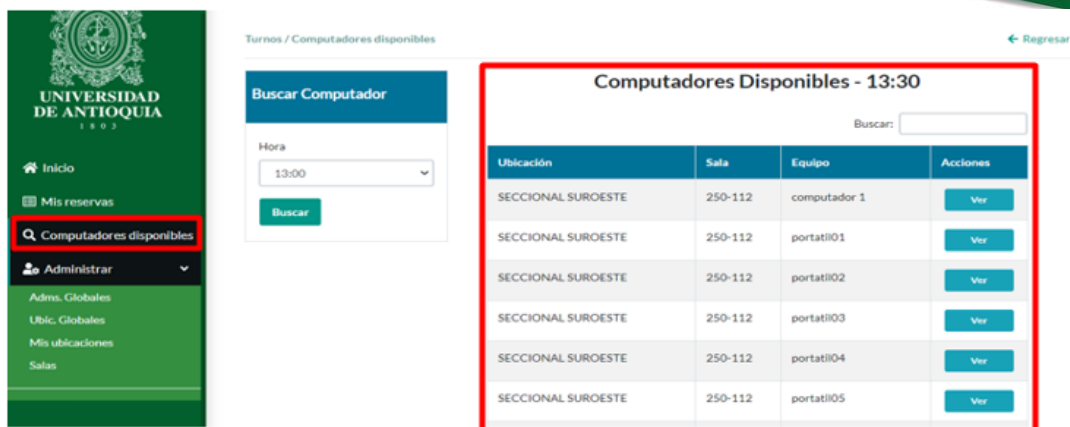 UNIVERSIDAD
DE ANTIOQUIA
1803
Inicio
Mis reservas
Computadores disponibles
Administrar
Adms. Globales
Ubic. Globales
Mis ubicaciones
Salas
Turnos / Computadores disponibles
← Regresar
Buscar Computador
Hora
13:00
Buscar
Computadores Disponibles - 13:30
Buscar:
Ubicación Sala Equipo Acciones
SECCIONAL SUROESTE 250-112 computador 1 Ver
SECCIONAL SUROESTE 250-112 portatil01 Ver
SECCIONAL SUROESTE 250-112 portatil02 Ver
SECCIONAL SUROESTE 250-112 portatil03 Ver
SECCIONAL SUROESTE 250-112 portatil04 Ver
SECCIONAL SUROESTE 250-112 portatil05 Ver